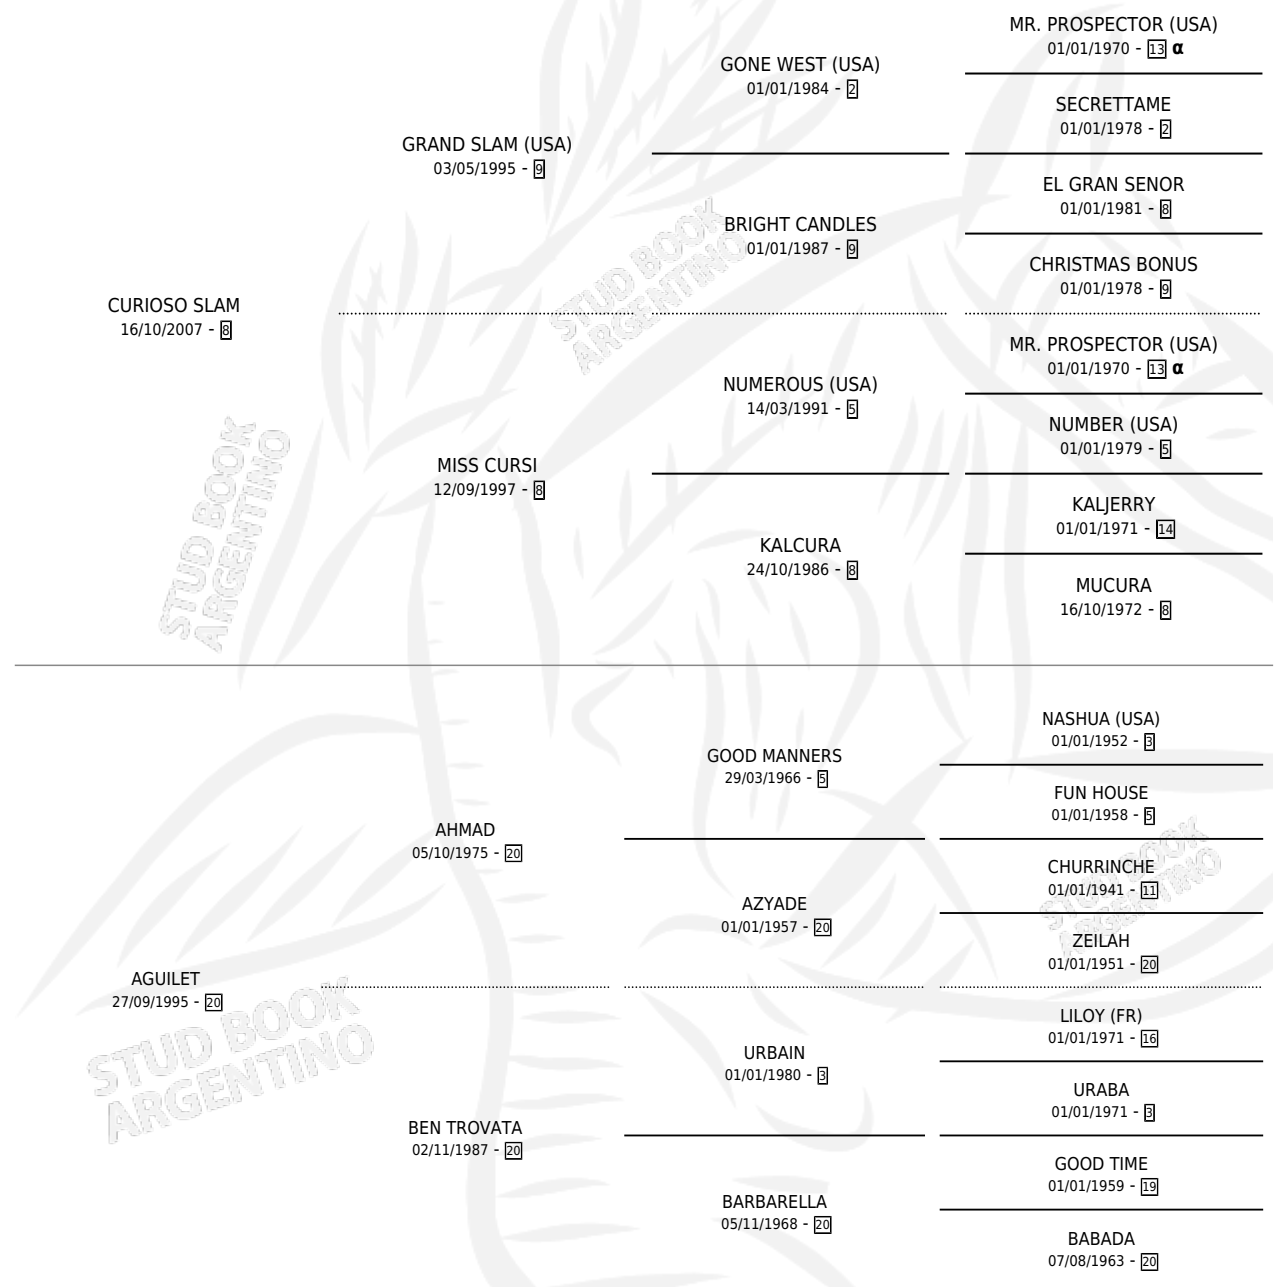 MR. PROSPECTOR (USA)
01/01/1970 - 13 α
GONE WEST (USA)
01/01/1984 - 2
SECRETTAME
01/01/1978 - 2
GRAND SLAM (USA)
03/05/1995 - 9
EL GRAN SENOR
01/01/1981 - 8
BRIGHT CANDLES
01/01/1987 - 9
CHRISTMAS BONUS
01/01/1978 - 9
CURIOSO SLAM
16/10/2007 - 8
MR. PROSPECTOR (USA)
01/01/1970 - 13 α
NUMEROUS (USA)
14/03/1991 - 5
NUMBER (USA)
01/01/1979 - 5
MISS CURSI
12/09/1997 - 8
KALJERRY
01/01/1971 - 14
KALCURA
24/10/1986 - 8
MUCURA
16/10/1972 - 8
STUD BOOK
ARGENTINO
STUD BOOK
ARGENTINO
NASHUA (USA)
01/01/1952 - 3
GOOD MANNERS
29/03/1966 - 5
FUN HOUSE
01/01/1958 - 5
AHMAD
05/10/1975 - 20
CHURRINCHE
01/01/1941 - 11
AZYADE
01/01/1957 - 20
ZEILAH
01/01/1951 - 20
STUD BOOK
ARGENTINO
AGUILET
27/09/1995 - 20
LILOY (FR)
01/01/1971 - 16
URBAIN
01/01/1980 - 3
URABA
01/01/1971 - 3
BEN TROVATA
02/11/1987 - 20
GOOD TIME
01/01/1959 - 19
BARBARELLA
05/11/1968 - 20
BABADA
07/08/1963 - 20
STUD BOOK
ARGENTINO